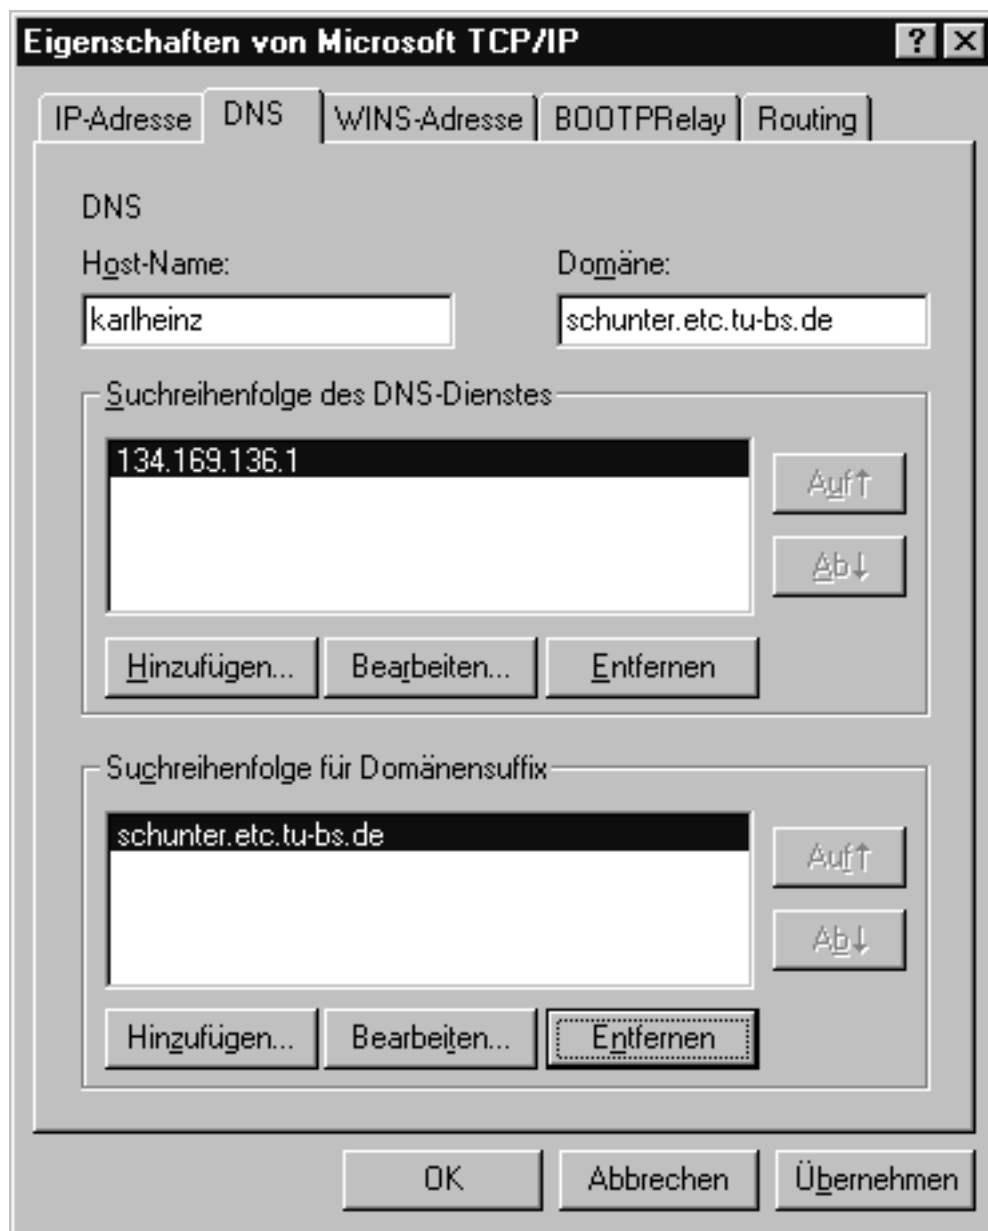 Eigenschaften von Microsoft TCP/IP ? X
IP-Adresse DNS WINS-Adresse BOOTPRelay Routing
DNS
Host-Name: Domäne:
karlheinz schunter.etc.tu-bs.de
Suchreihenfolge des DNS-Dienstes
134.169.136.1
Auf↑
Ab↓
Hinzufügen... Bearbeiten... Entfernen
Suchreihenfolge für Domänensuffix
schunter.etc.tu-bs.de
Auf↑
Ab↓
Hinzufügen... Bearbeiten... Entfernen
OK Abbrechen Übernehmen